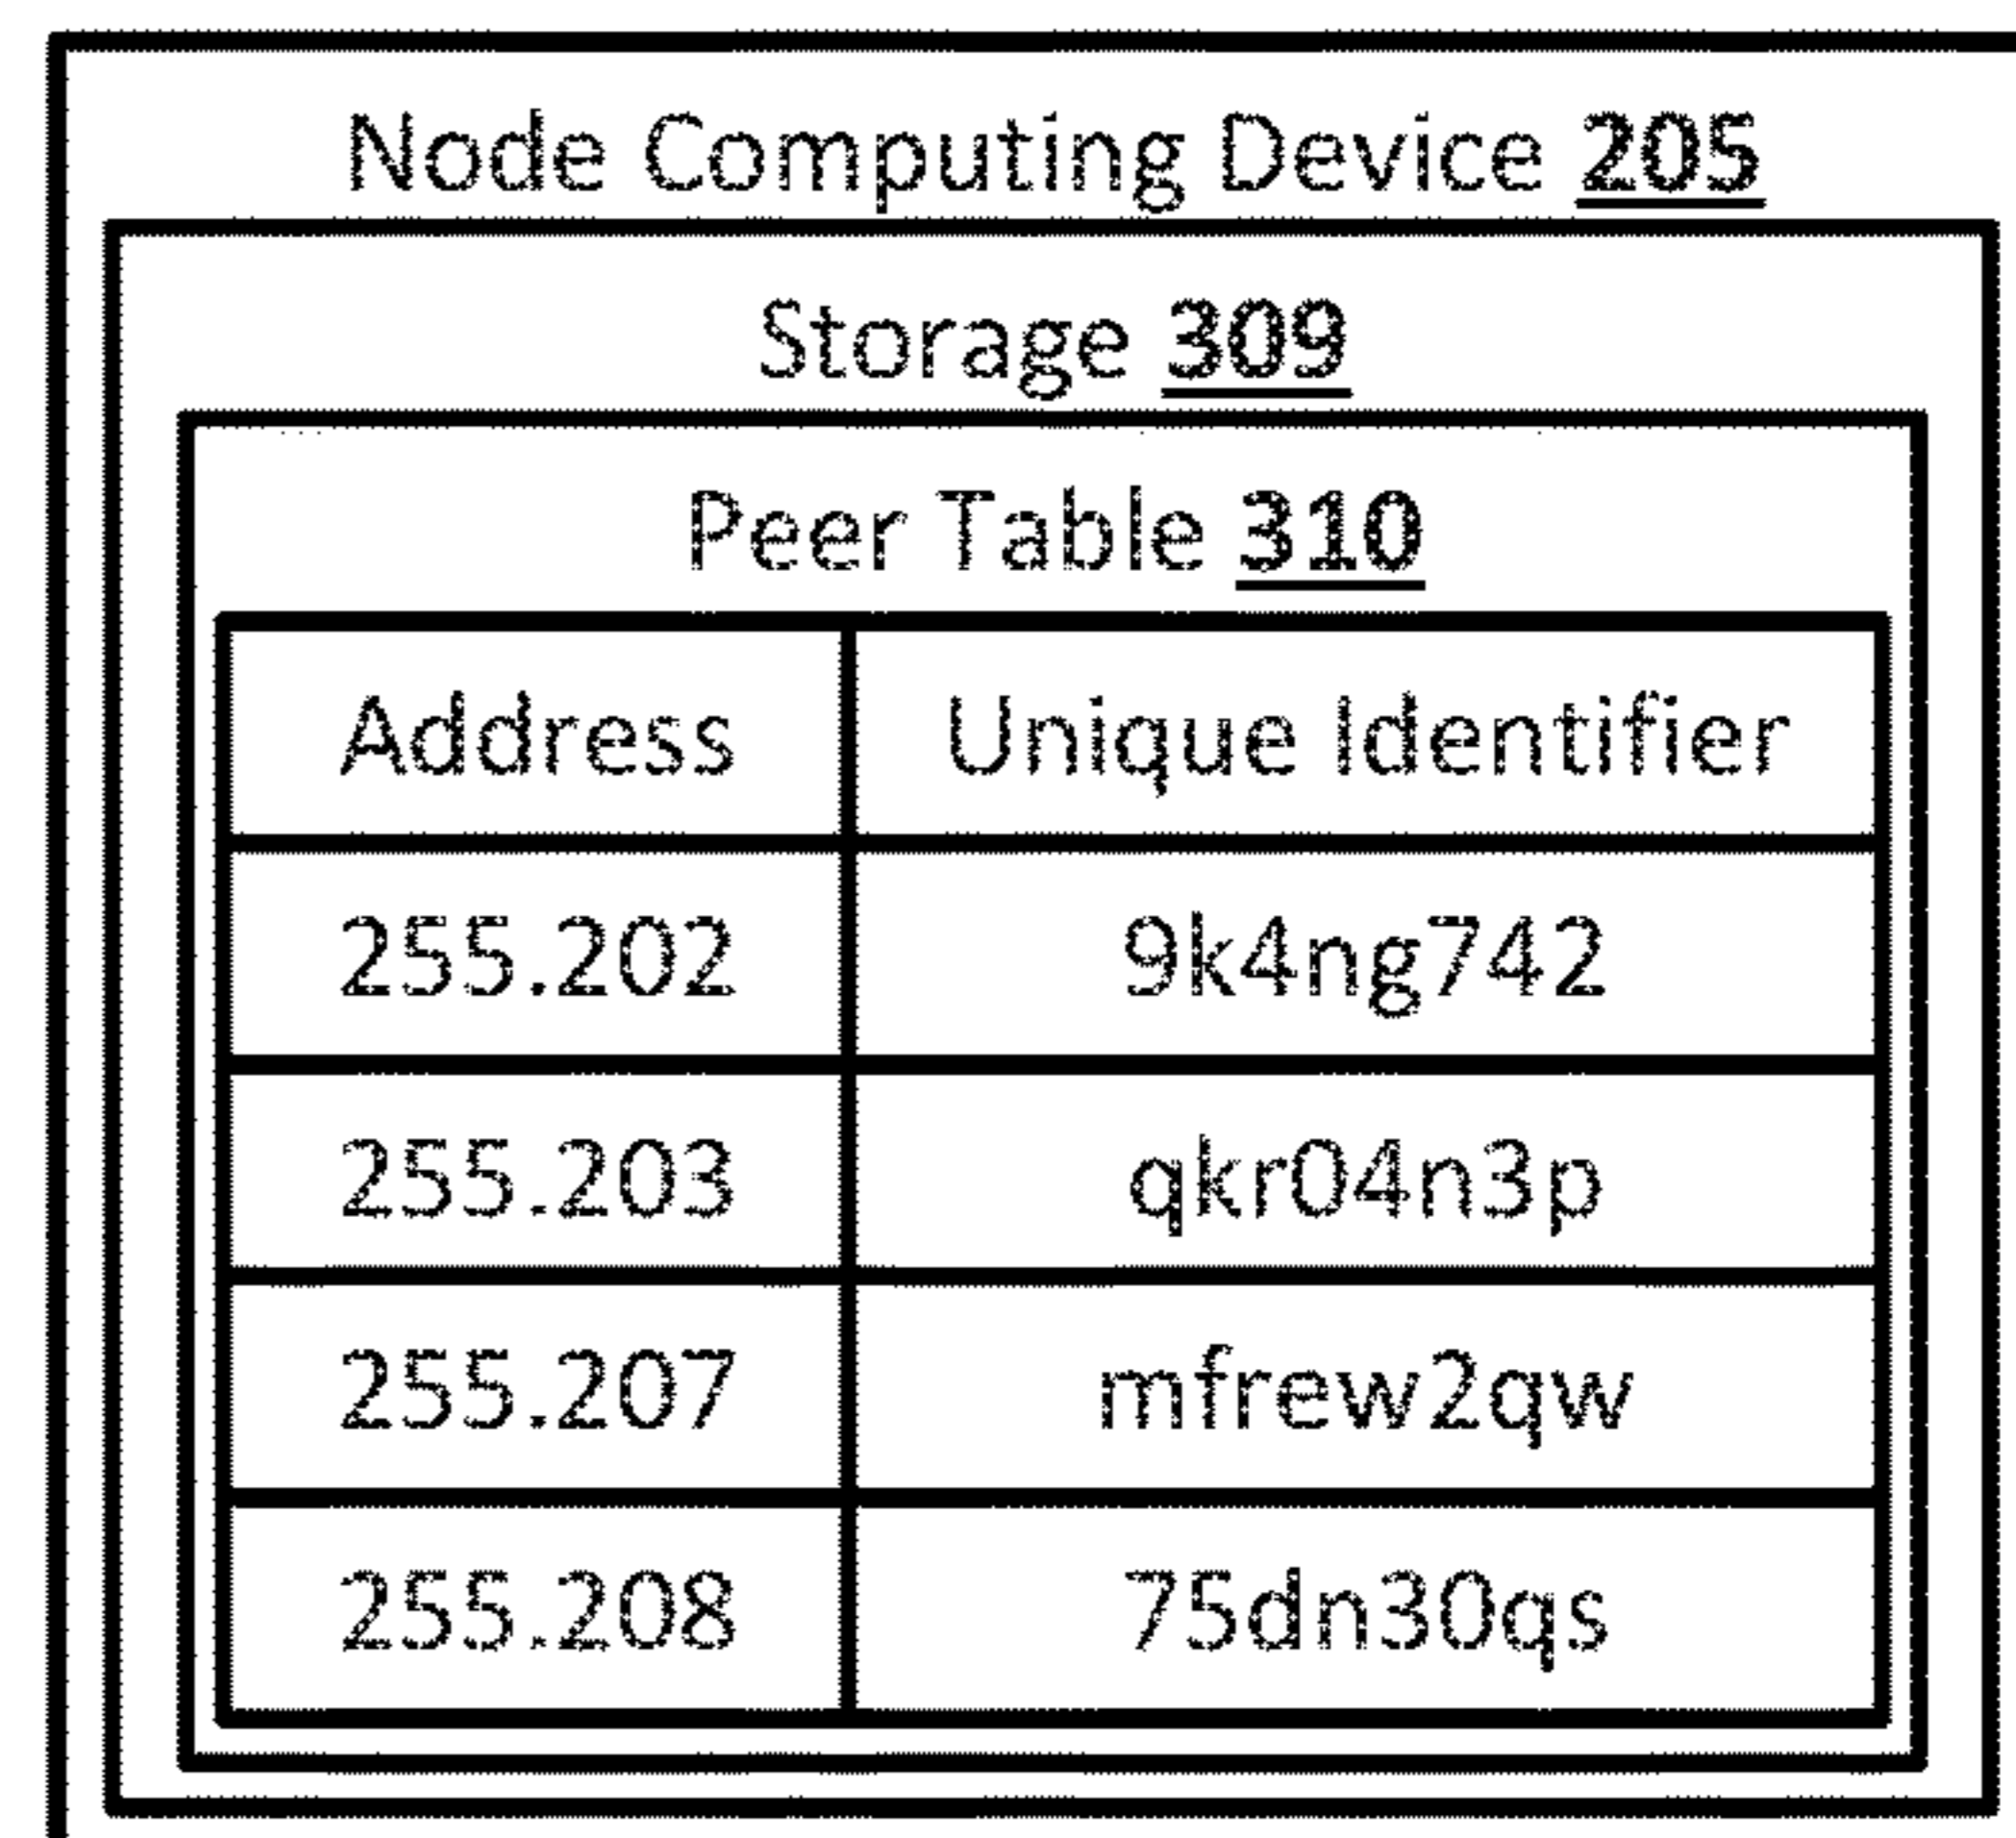 Node Computing Device 205
Storage 309
Peer Table 310
Address Unique Identifier
255.202 9k4ng742
255.203 qkr04n3p
255.207 mfrew2qw
255.208 75dn30qs